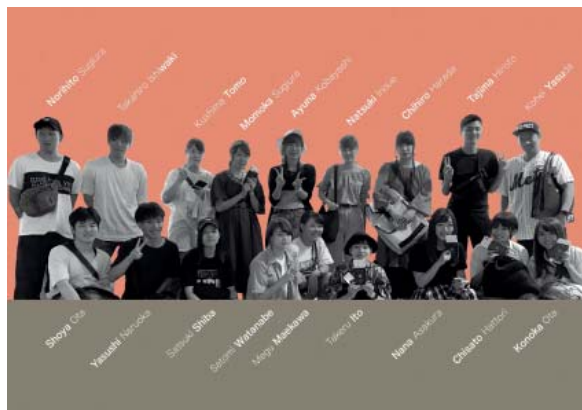 Norihito Sugiura
Takahiro Ishiwaki
Kushima Tomo
Momoka Sugiura
Ayuna Kobayashi
Natsuki Inoue
Chihiro Harada
Tajima Hiroto
Kohei Yasuda
Shoya Ota
Yasushi Naruoka
Satsuki Shiba
Satomi Watanabe
Megu Maekawa
Takeru Ito
Nana Asakura
Chisato Hattori
Konoka Ota